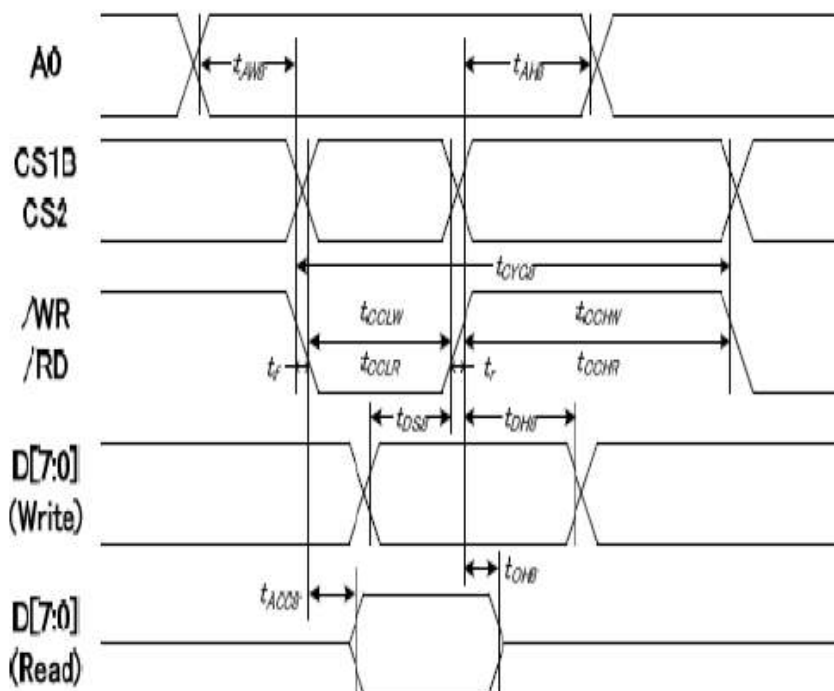 A0
tAW8
tAH8
CS1B
CS2
tCYC8
/WR
/RD
tCCLW
tCCHW
tf
tCCLR
tr
tCCHR
tDS8
tDH8
D[7:0]
(Write)
tOH8
tACC8
D[7:0]
(Read)